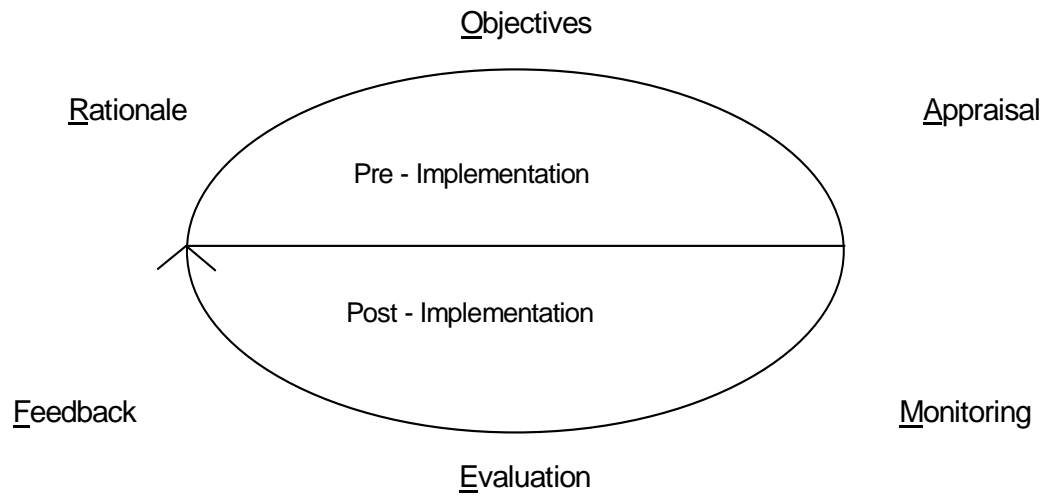 Objectives
Rationale
Appraisal
Pre - Implementation
Post - Implementation
Feedback
Monitoring
Evaluation